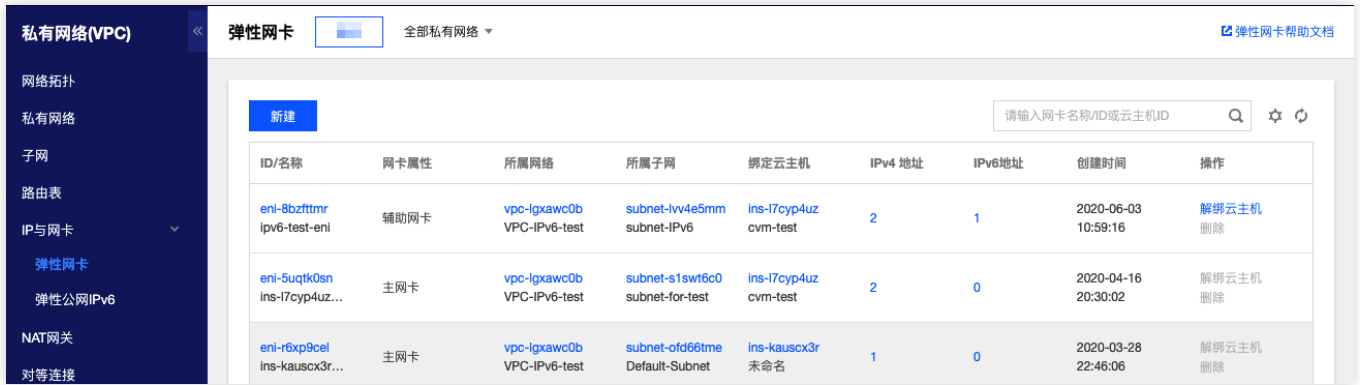 私有网络(VPC)
«
弹性网卡
全部私有网络
弹性网卡帮助文档
网络拓扑
私有网络
子网
路由表
IP与网卡
弹性网卡
弹性公网IPv6
NAT网关
对等连接
新建
请输入网卡名称/ID或云主机ID
ID/名称 网卡属性 所属网络 所属子网 绑定云主机 IPv4 地址 IPv6地址 创建时间 操作
eni-8bzfttmr vpc-lgxawc0b subnet-lvv4e5mm ins-l7cyp4uz 2020-06-03 解绑云主机
辅助网卡 2 1
ipv6-test-eni VPC-IPv6-test subnet-IPv6 cvm-test 10:59:16 删除
eni-5uqtk0sn vpc-lgxawc0b subnet-s1swt6c0 ins-l7cyp4uz 2020-04-16 解绑云主机
主网卡 2 0
ins-l7cyp4uz... VPC-IPv6-test subnet-for-test cvm-test 20:30:02 删除
eni-r6xp9cel vpc-lgxawc0b subnet-ofd66tme ins-kauscx3r 2020-03-28 解绑云主机
主网卡 1 0
ins-kauscx3r... VPC-IPv6-test Default-Subnet 未命名 22:46:06 删除